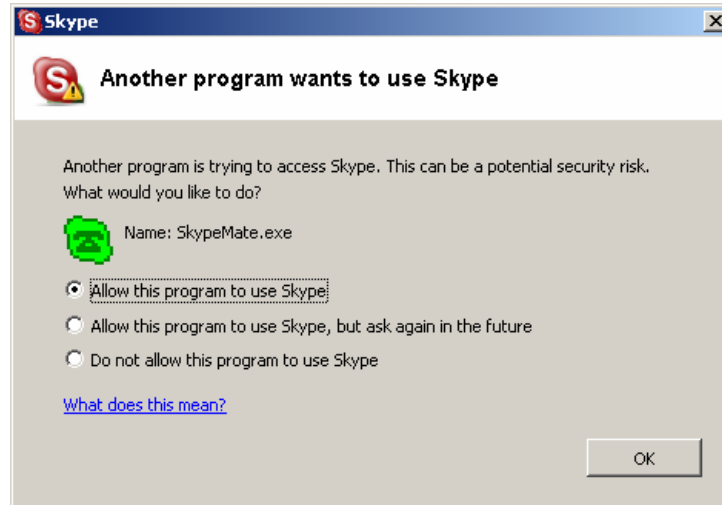 Skype
Another program wants to use Skype
Another program is trying to access Skype. This can be a potential security risk.
What would you like to do?
Name: SkypeMate.exe
Allow this program to use Skype
Allow this program to use Skype, but ask again in the future
Do not allow this program to use Skype
What does this mean?
OK